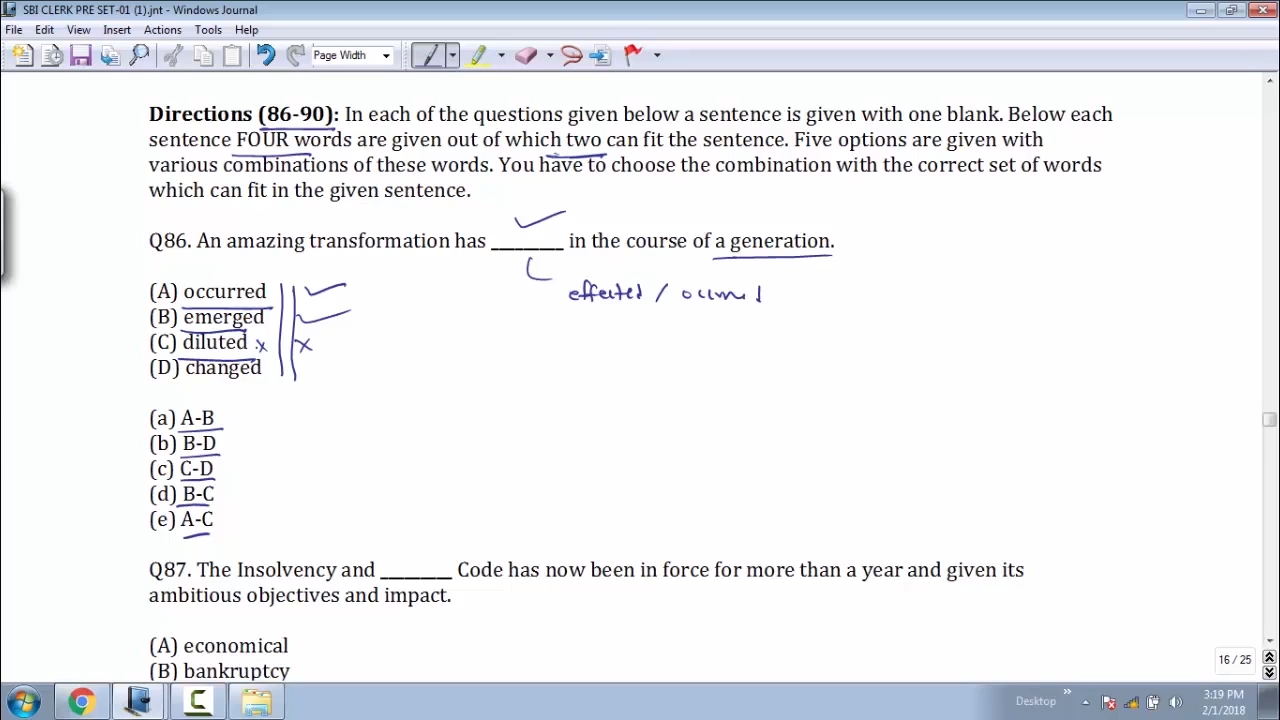 SBI CLERK PRE SET-01 (1).jnt - Windows Journal
File Edit View Insert Actions Tools Help
Page Width
Directions (86-90): In each of the questions given below a sentence is given with one blank. Below each
sentence FOUR words are given out of which two can fit the sentence. Five options are given with
various combinations of these words. You have to choose the combination with the correct set of words
which can fit in the given sentence.
Q86. An amazing transformation has ________ in the course of a generation.
effected / occurred
(A) occurred
(B) emerged
(C) diluted
(D) changed
(a) A-B
(b) B-D
(c) C-D
(d) B-C
(e) A-C
Q87. The Insolvency and ________ Code has now been in force for more than a year and given its
ambitious objectives and impact.
(A) economical
(B) bankruptcy
16 / 25
Desktop
3:19 PM
2/1/2018